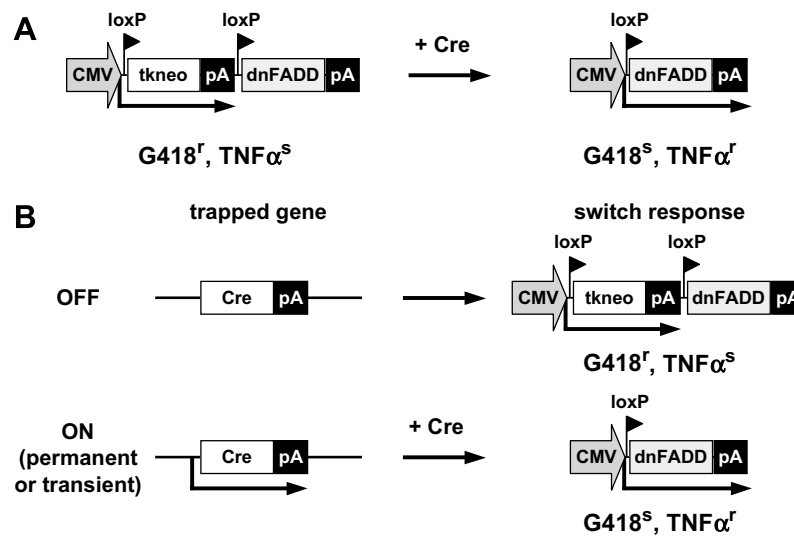 A
loxP loxP
CMV tkneo pA dnFADD pA
+ Cre
loxP
CMV dnFADD pA
G418ʳ, TNFαˢ
G418ˢ, TNFαʳ
B
trapped gene
switch response
OFF
Cre pA
loxP loxP
CMV tkneo pA dnFADD pA
G418ʳ, TNFαˢ
ON
(permanent
or transient)
Cre pA
+ Cre
loxP
CMV dnFADD pA
G418ˢ, TNFαʳ